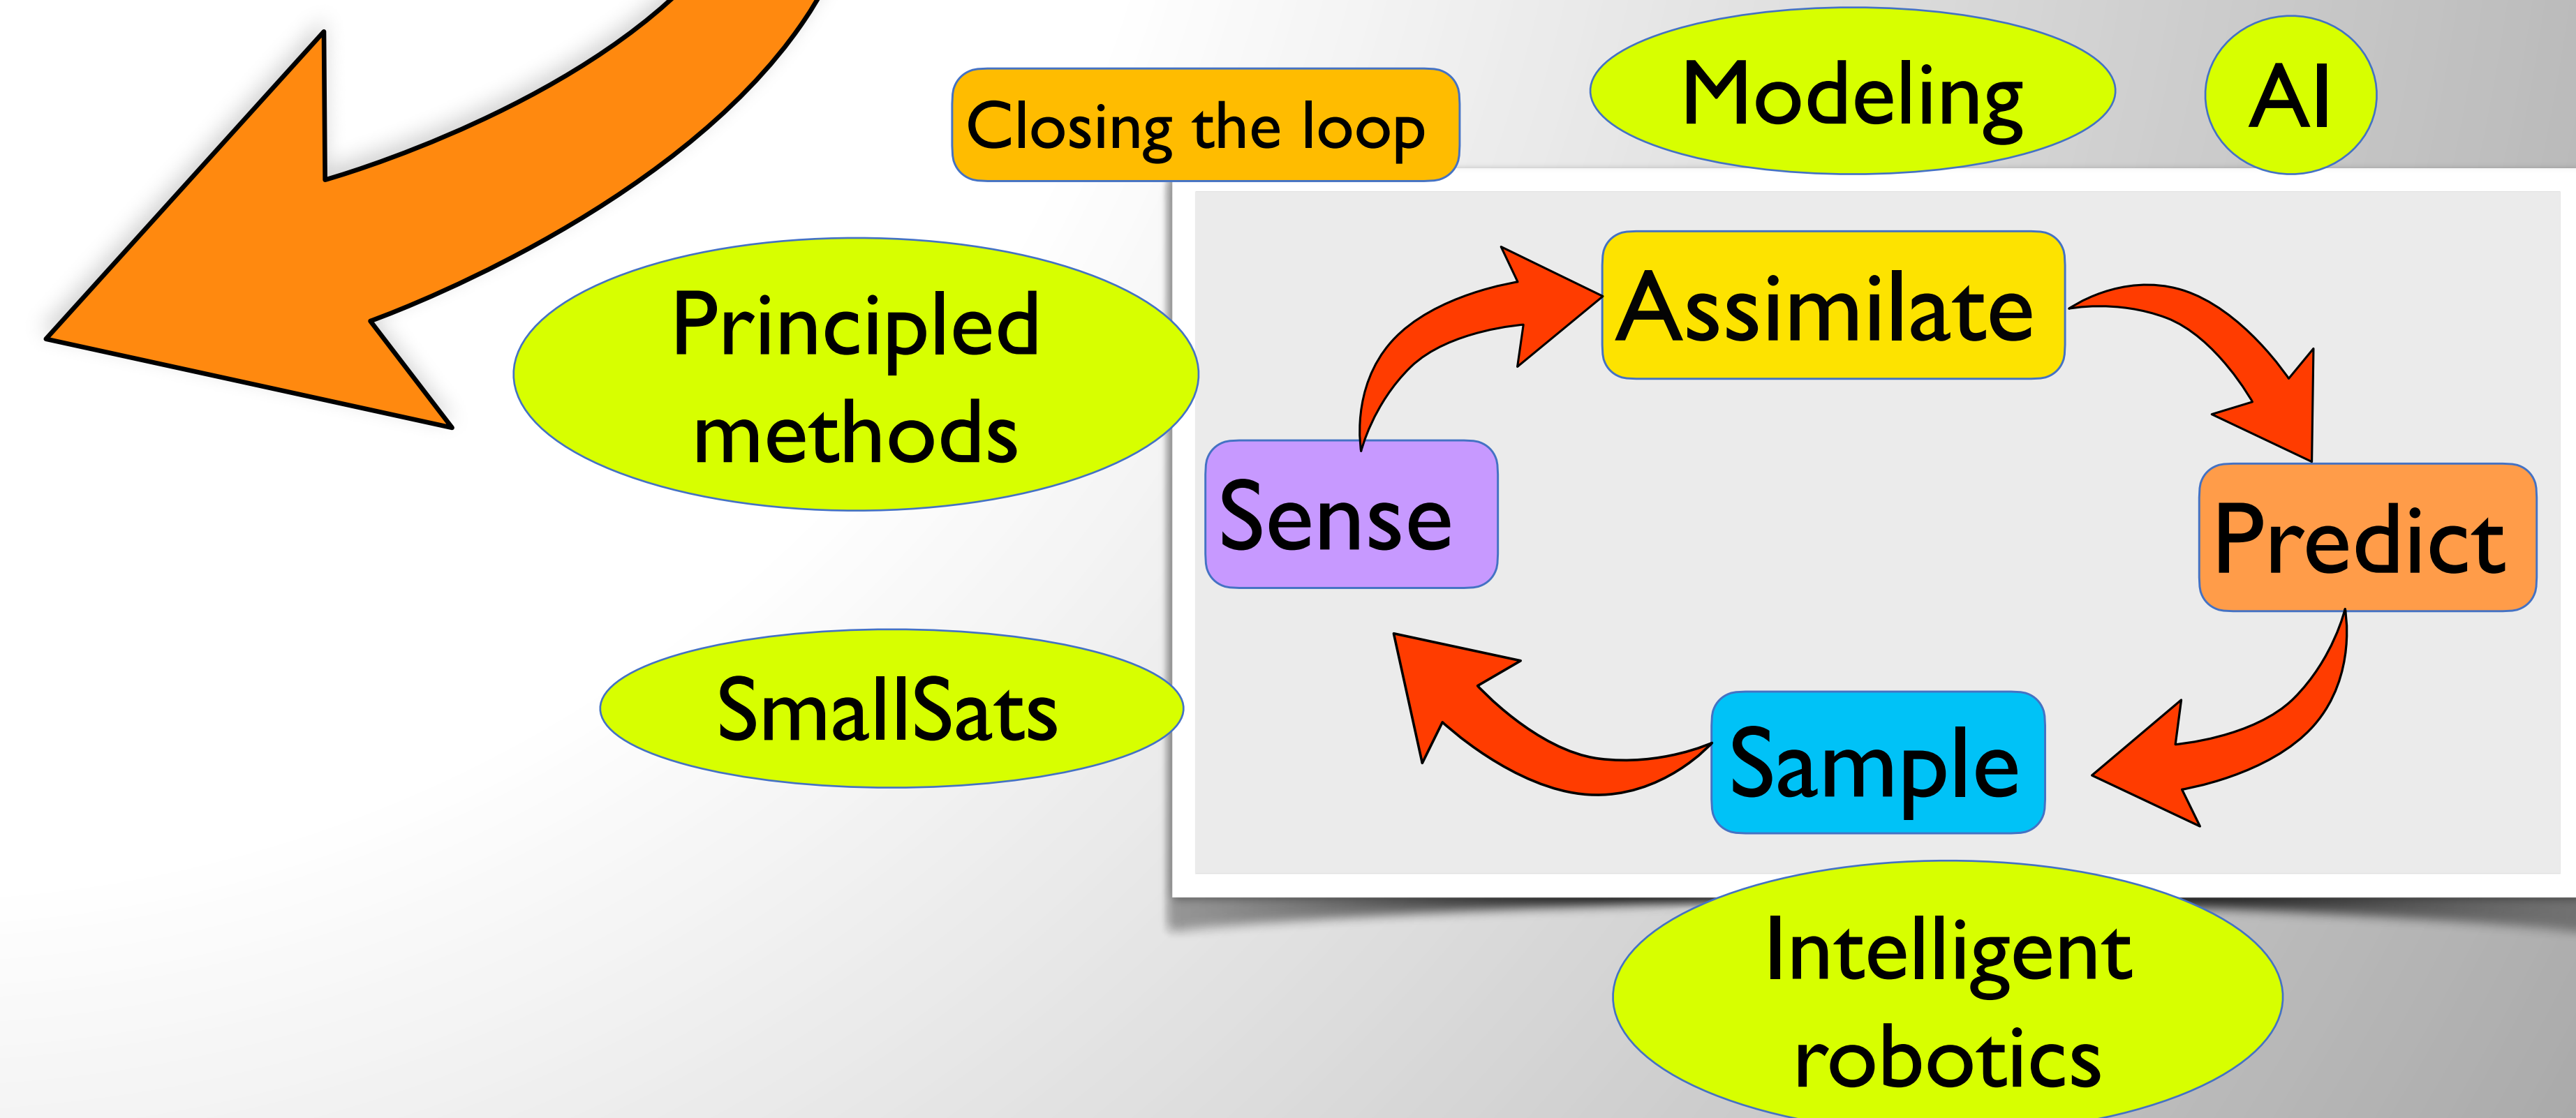 Modeling
AI
Closing the loop
Principled
methods
Assimilate
Sense
Predict
SmallSats
Sample
Intelligent
robotics